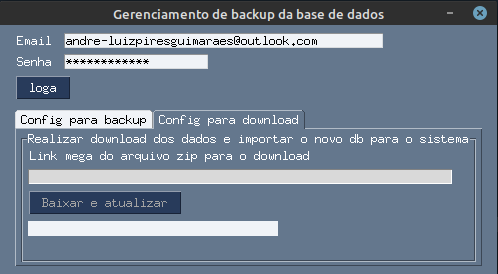 Gerenciamento de backup da base de dados
Email andre-luizpiresguimaraes@outlook.com
Senha ************
loga
Config para backup Config para download
Realizar download dos dados e importar o novo db para o sistema
Link mega do arquivo zip para o download
Baixar e atualizar